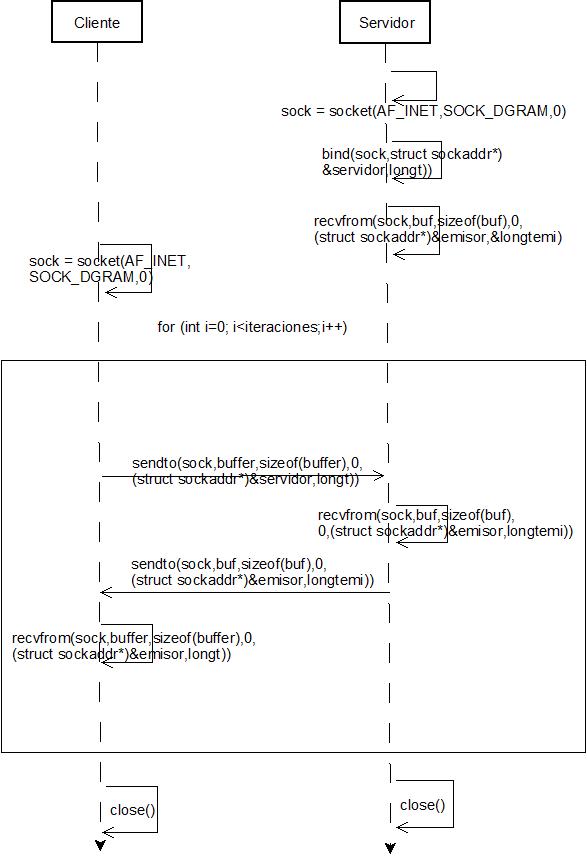 Cliente
Servidor
sock = socket(AF_INET,SOCK_DGRAM,0)
bind(sock,struct sockaddr*)
&servidor,longt))
recvfrom(sock,buf,sizeof(buf),0,
(struct sockaddr*)&emisor,&longtemi)
sock = socket(AF_INET,
SOCK_DGRAM,0)
for (int i=0; i<iteraciones;i++)
sendto(sock,buffer,sizeof(buffer),0,
(struct sockaddr*)&servidor,longt))
recvfrom(sock,buf,sizeof(buf),
0,(struct sockaddr*)&emisor,longtemi))
sendto(sock,buf,sizeof(buf),0,
(struct sockaddr*)&emisor,longtemi))
recvfrom(sock,buffer,sizeof(buffer),0,
(struct sockaddr*)&emisor,longt))
close()
close()